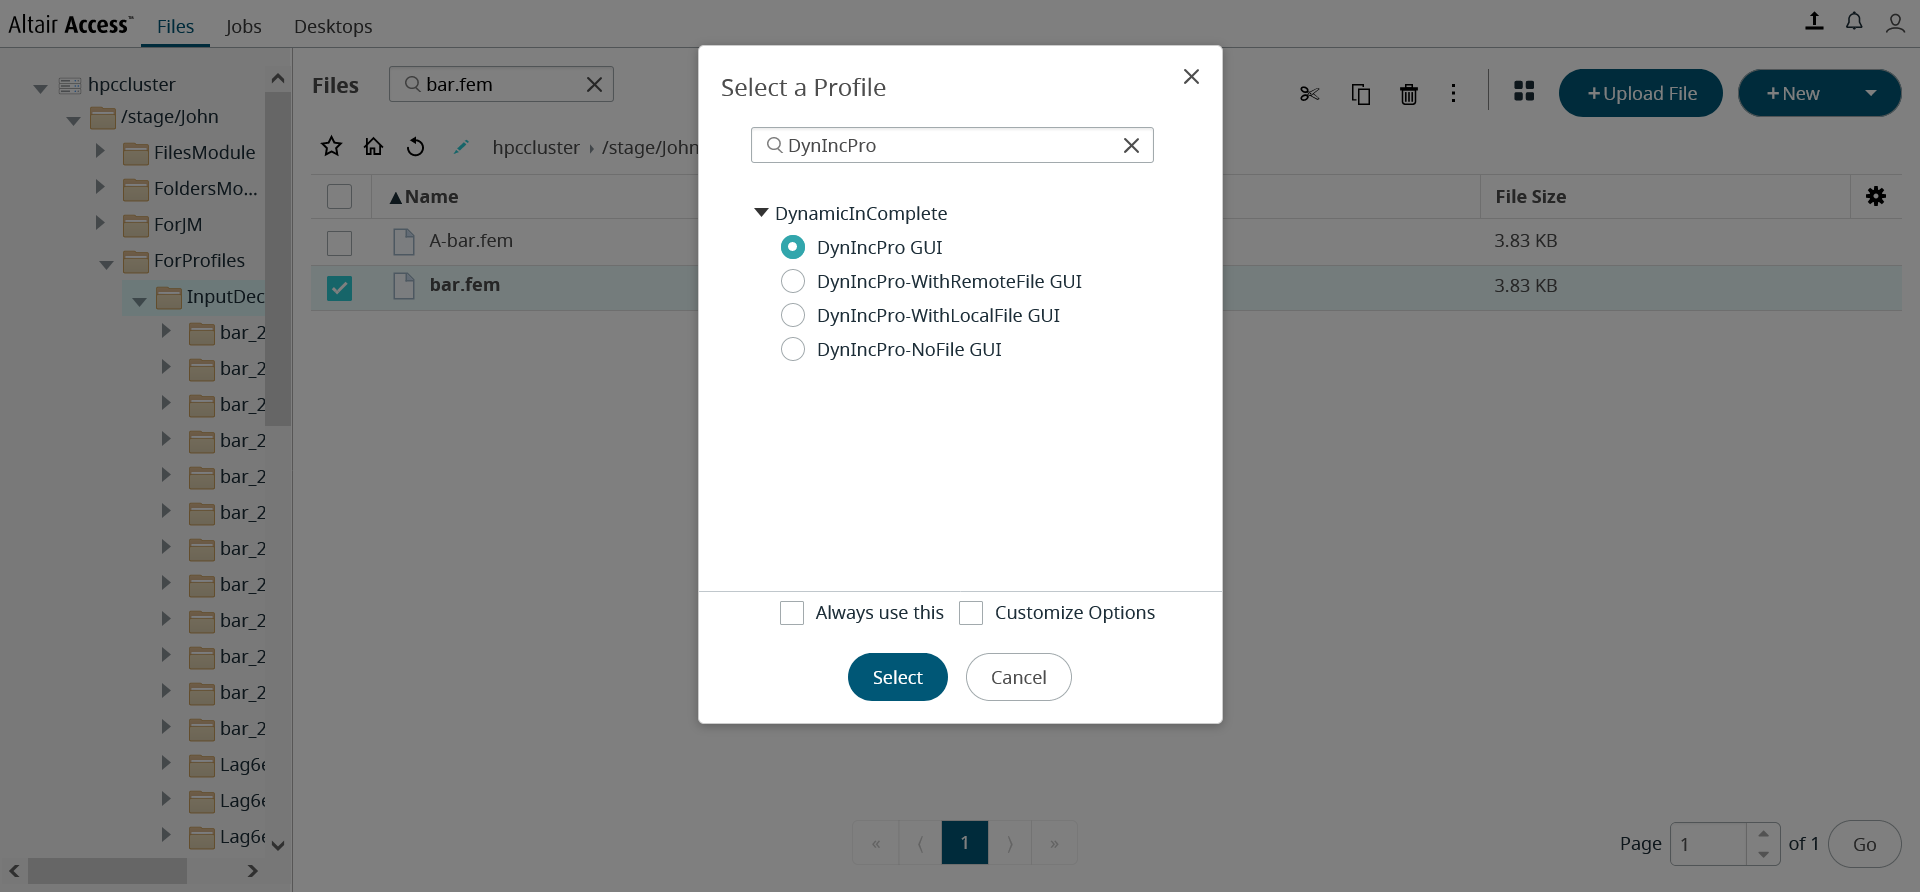 Altair Access™ Files Jobs Desktops
hpccluster
/stage/John
FilesModule
FoldersMo...
ForJM
ForProfiles
InputDec
bar_2
bar_2
bar_2
bar_2
bar_2
bar_2
bar_2
bar_2
bar_2
bar_2
bar_2
bar_2
Lag6e
Lag6e
Lag6e
Files bar.fem
+Upload File +New
hpccluster › /stage/John
Name File Size
A-bar.fem 3.83 KB
bar.fem 3.83 KB
Select a Profile
DynIncPro
DynamicInComplete
DynIncPro GUI
DynIncPro-WithRemoteFile GUI
DynIncPro-WithLocalFile GUI
DynIncPro-NoFile GUI
Always use this Customize Options
Select Cancel
« ⟨ 1 ⟩ »
Page 1 of 1 Go